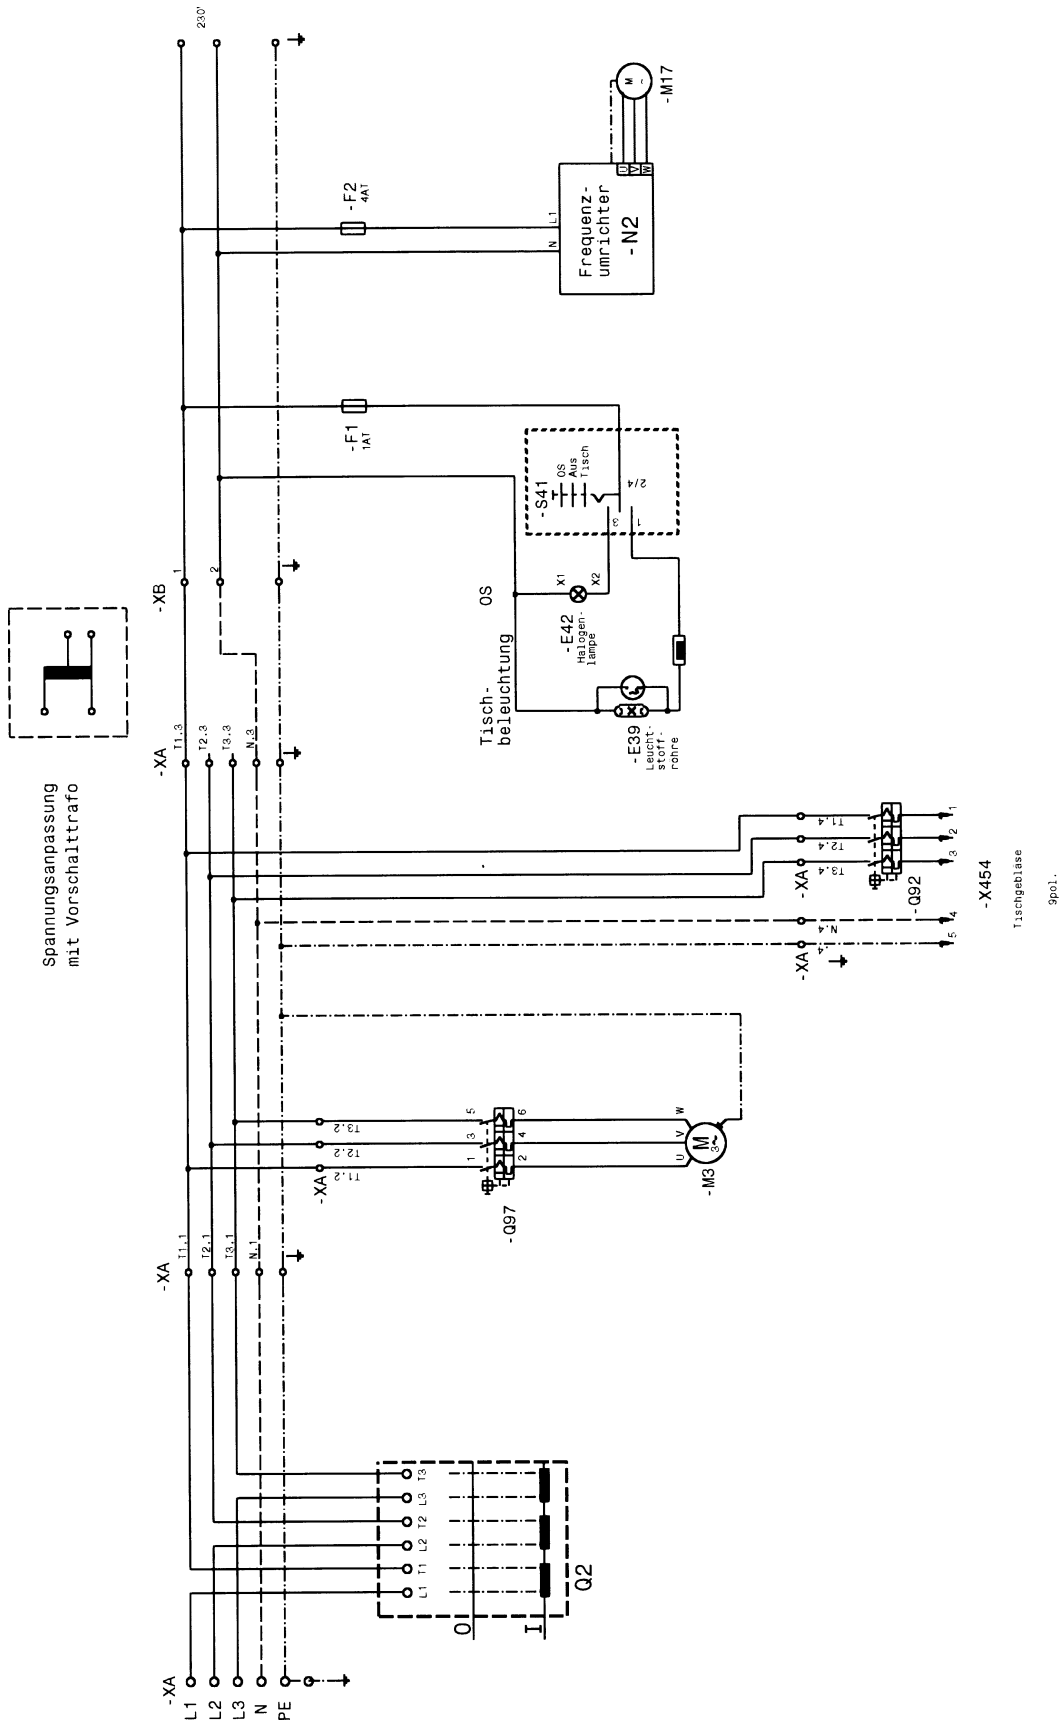 Spannungsanpassung
mit Vorschalttrafo
-XA
L1
L2
L3
N
PE
O
I
L1
T1
L2
T2
L3
T3
Q2
-XA
T1.1
T2.1
T3.1
N.1
-XA
T1.2
T2.2
T3.2
1
3
5
2
4
6
-Q97
U
V
W
M
3~
-M3
-XA
.4
N.4
-XA
T3.4
T2.4
T1.4
-Q92
5
4
3
2
1
-X454
Tischgebläse
9pol.
-XA
T1.3
T2.3
T3.3
N.3
-XB
1
2
Tisch-
beleuchtung
OS
-E39
Leucht-
stoff-
röhre
-E42
Halogen-
lampe
X1
X2
-S41
OS
Aus
Tisch
3
1
2/4
-F1
1AT
-F2
4AT
N
L1
Frequenz-
umrichter
-N2
U
V
W
M
~
-M17
230'